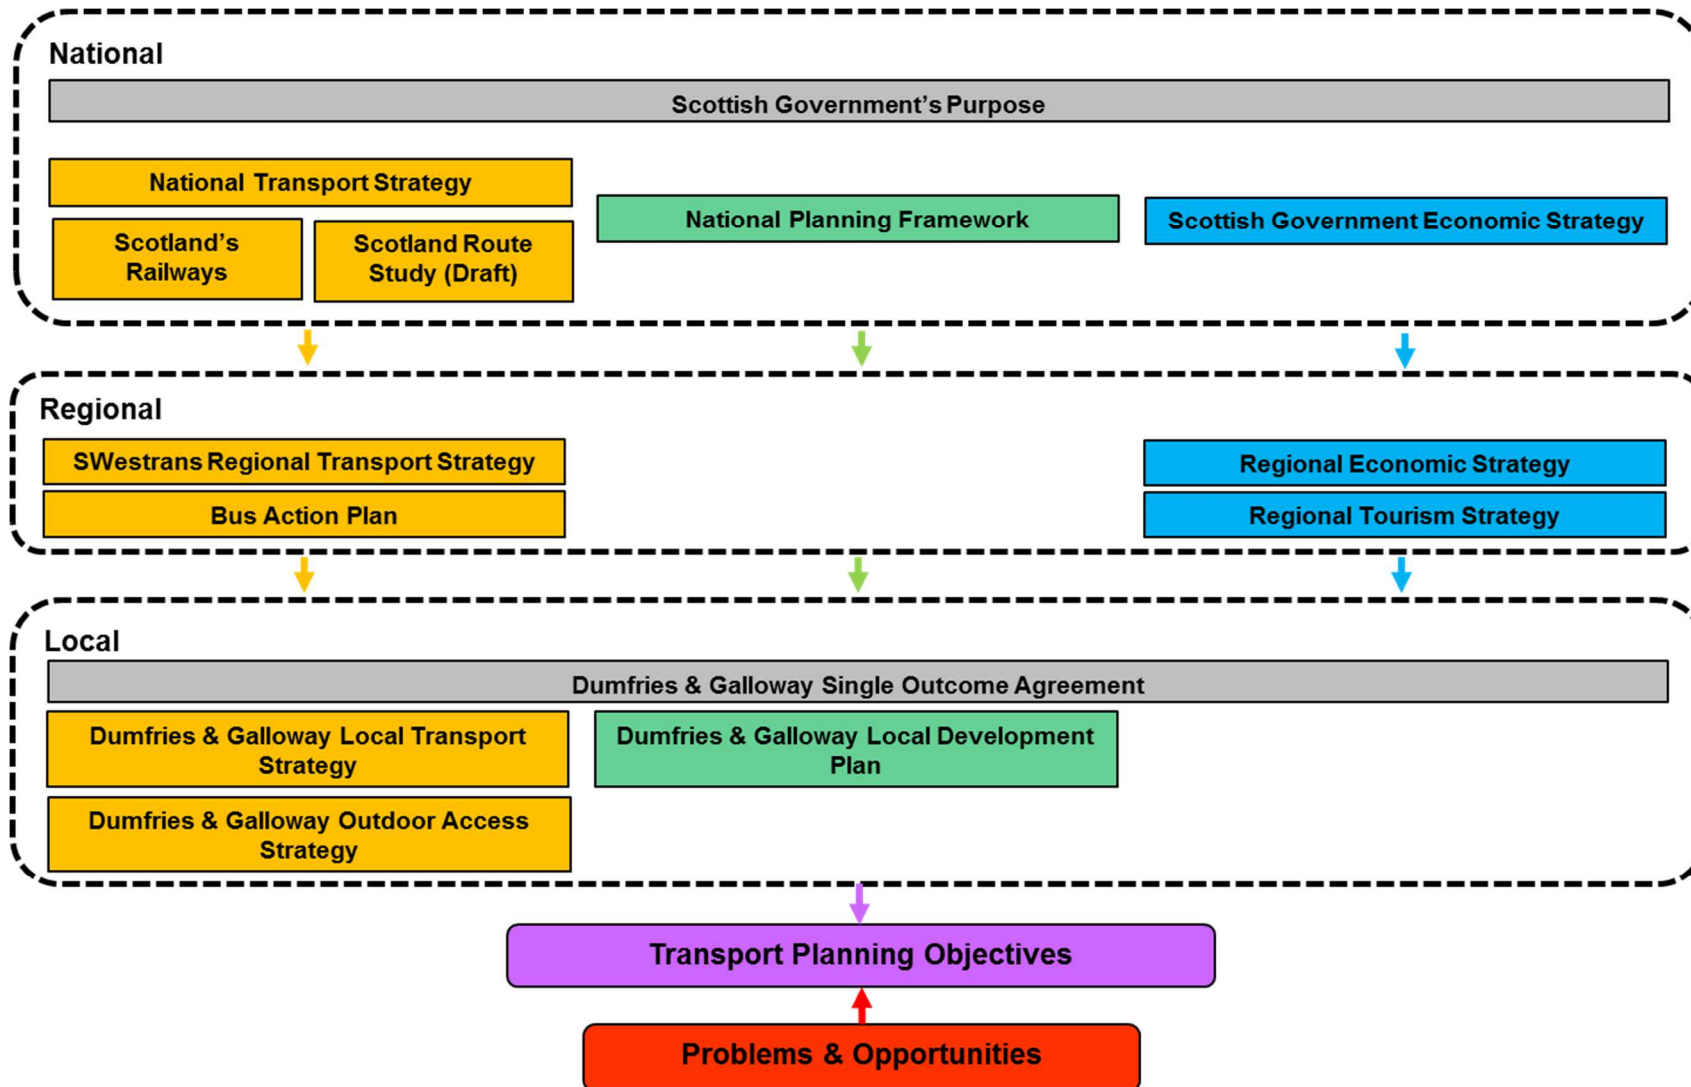 National
Scottish Government’s Purpose
National Transport Strategy
Scotland’s
Railways
Scotland Route
Study (Draft)
National Planning Framework
Scottish Government Economic Strategy
Regional
SWestrans Regional Transport Strategy
Bus Action Plan
Regional Economic Strategy
Regional Tourism Strategy
Local
Dumfries & Galloway Single Outcome Agreement
Dumfries & Galloway Local Transport
Strategy
Dumfries & Galloway Local Development
Plan
Dumfries & Galloway Outdoor Access
Strategy
Transport Planning Objectives
Problems & Opportunities